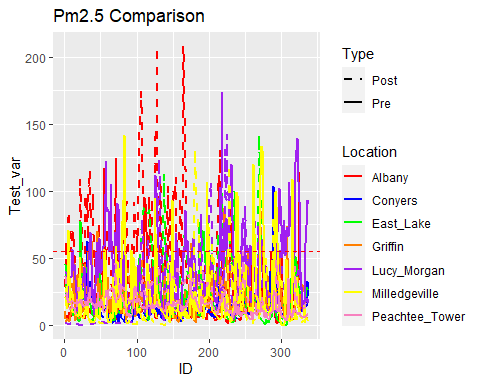 Pm2.5 Comparison
Test_var
200
150
100
50
0
0
100
200
300
ID
Type
Post
Pre
Location
Albany
Conyers
East_Lake
Griffin
Lucy_Morgan
Milledgeville
Peachtee_Tower